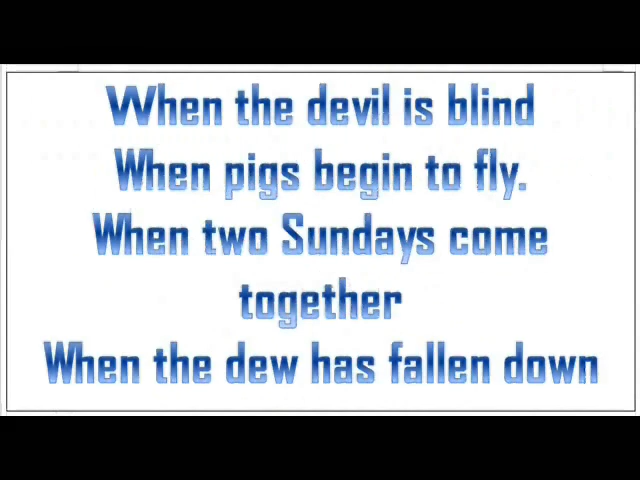 When the devil is blind
When pigs begin to fly.
When two Sundays come
together
When the dew has fallen down